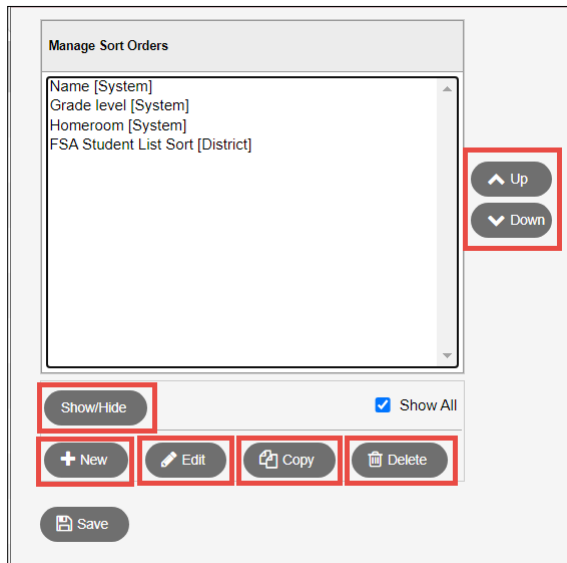 Manage Sort Orders
Name [System]
Grade level [System]
Homeroom [System]
FSA Student List Sort [District]
Up
Down
Show/Hide
Show All
New
Edit
Copy
Delete
Save